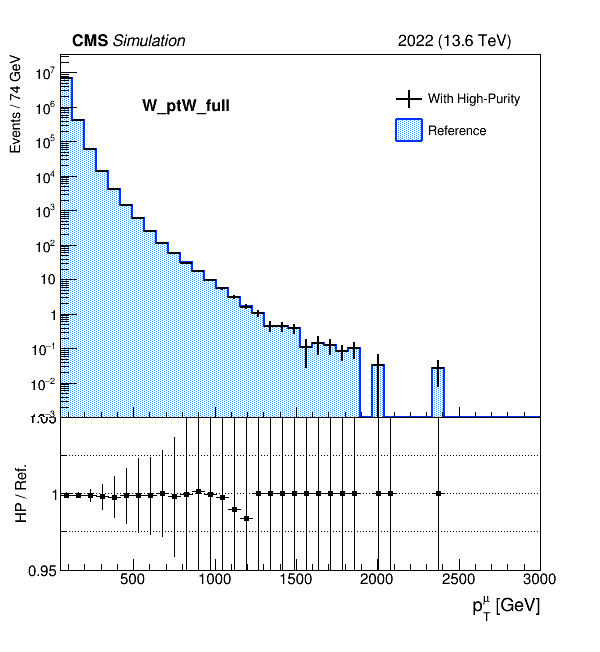 CMS Simulation 2022 (13.6 TeV)
Events / 74 GeV
W_ptW_full
With High-Purity
Reference
10⁷
10⁶
10⁵
10⁴
10³
10²
10
1
10⁻¹
10⁻²
10⁻³
1.05
HP / Ref.
1
0.95
500 1000 1500 2000 2500 3000
p_T^μ [GeV]